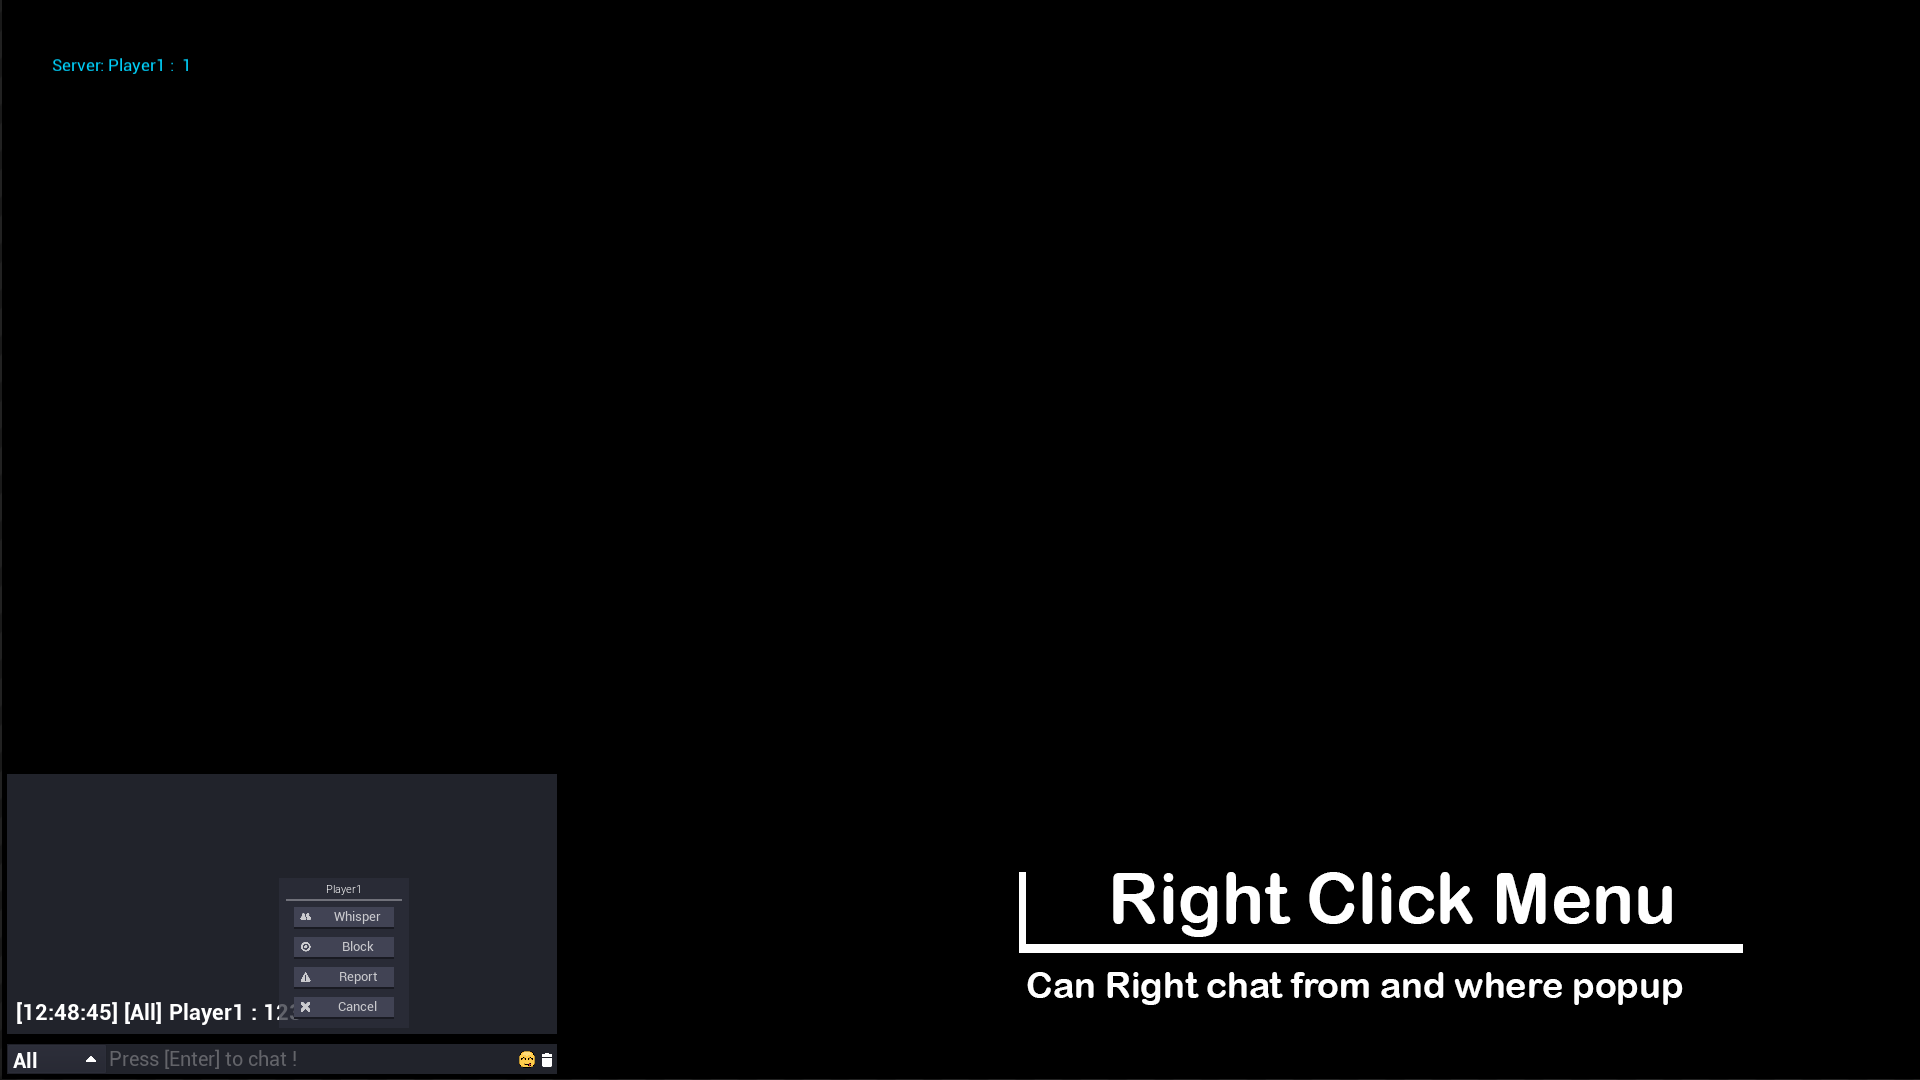 Server: Player1 : 1
Player1
Whisper
Block
Report
Cancel
[12:48:45] [All] Player1 : 123
All
Press [Enter] to chat !
Right Click Menu
Can Right chat from and where popup